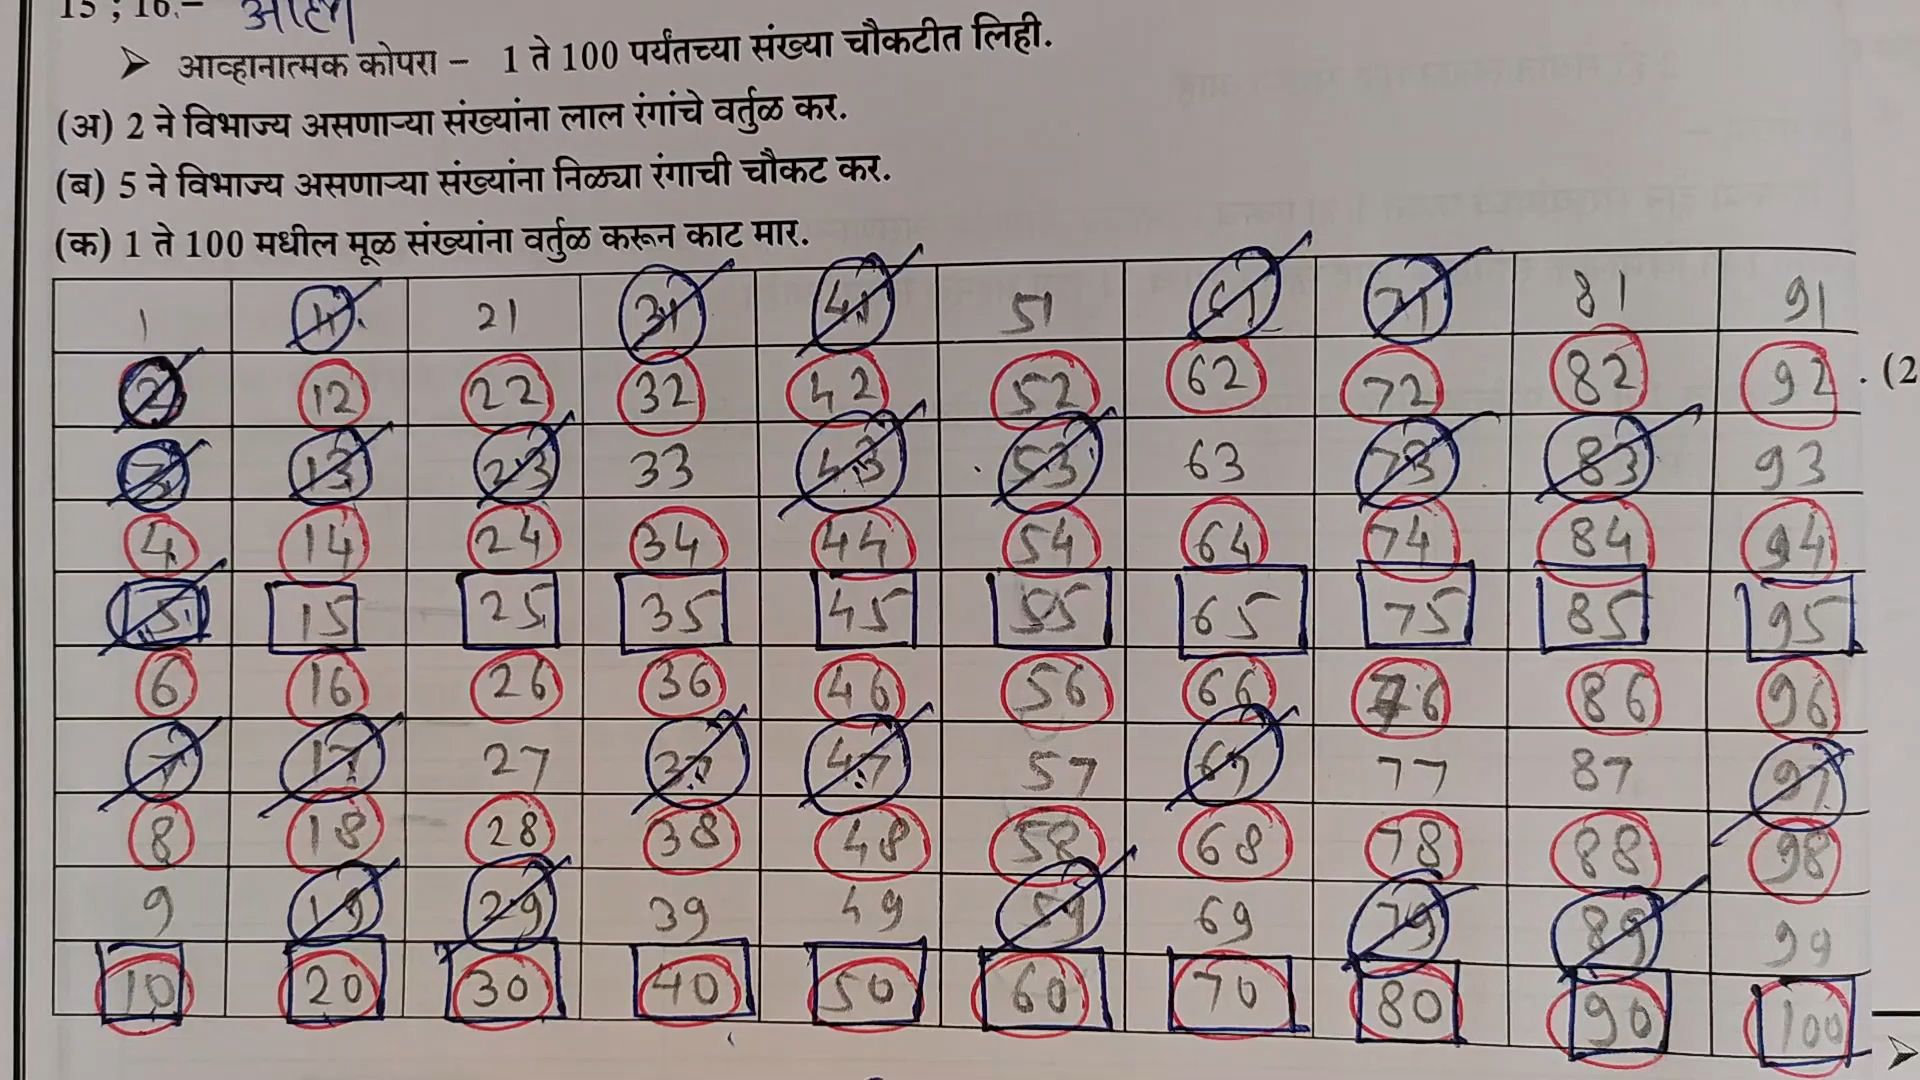 15 ; 16.–
➤ आव्हानात्मक कोपरा – 1 ते 100 पर्यंतच्या संख्या चौकटीत लिही.
(अ) 2 ने विभाज्य असणाऱ्या संख्यांना लाल रंगांचे वर्तुळ कर.
(ब) 5 ने विभाज्य असणाऱ्या संख्यांना निळ्या रंगाची चौकट कर.
(क) 1 ते 100 मधील मूळ संख्यांना वर्तुळ करून काट मार.
1 11 21 31 41 51 61 71 81 91
2 12 22 32 42 52 62 72 82 92 . (2
3 13 23 33 43 53 63 73 83 93
4 14 24 34 44 54 64 74 84 94
5 15 25 35 45 55 65 75 85 95
6 16 26 36 46 56 66 76 86 96
7 17 27 37 47 57 67 77 87 97
8 18 28 38 48 58 68 78 88 98
9 19 29 39 49 59 69 79 89 99
10 20 30 40 50 60 70 80 90 100